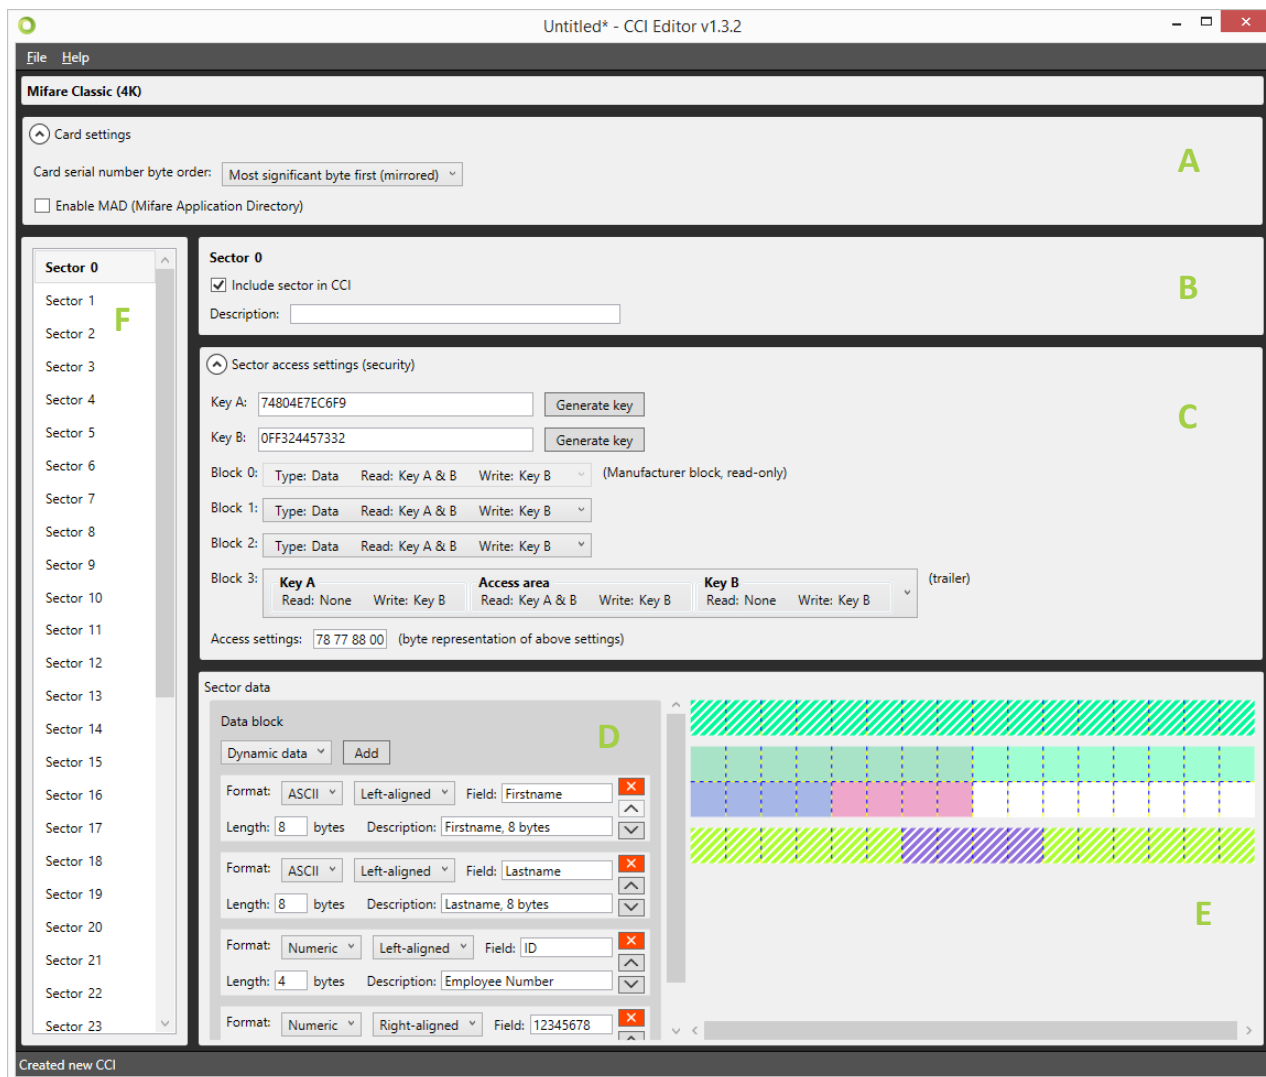 Untitled* - CCI Editor v1.3.2
File Help
Mifare Classic (4K)
Card settings
A
Card serial number byte order: Most significant byte first (mirrored)
Enable MAD (Mifare Application Directory)
F
Sector 0
Sector 1
Sector 2
Sector 3
Sector 4
Sector 5
Sector 6
Sector 7
Sector 8
Sector 9
Sector 10
Sector 11
Sector 12
Sector 13
Sector 14
Sector 15
Sector 16
Sector 17
Sector 18
Sector 19
Sector 20
Sector 21
Sector 22
Sector 23
Sector 0
B
Include sector in CCI
Description:
Sector access settings (security)
C
Key A: 74804E7EC6F9 Generate key
Key B: 0FF324457332 Generate key
Block 0: Type: Data Read: Key A & B Write: Key B (Manufacturer block, read-only)
Block 1: Type: Data Read: Key A & B Write: Key B
Block 2: Type: Data Read: Key A & B Write: Key B
Block 3: Key A Access area Key B (trailer)
Read: None Write: Key B Read: Key A & B Write: Key B Read: None Write: Key B
Access settings: 78 77 88 00 (byte representation of above settings)
Sector data
Data block
D
Dynamic data Add
Format: ASCII Left-aligned Field: Firstname
Length: 8 bytes Description: Firstname, 8 bytes
Format: ASCII Left-aligned Field: Lastname
Length: 8 bytes Description: Lastname, 8 bytes
Format: Numeric Left-aligned Field: ID
Length: 4 bytes Description: Employee Number
Format: Numeric Right-aligned Field: 12345678
E
Created new CCI